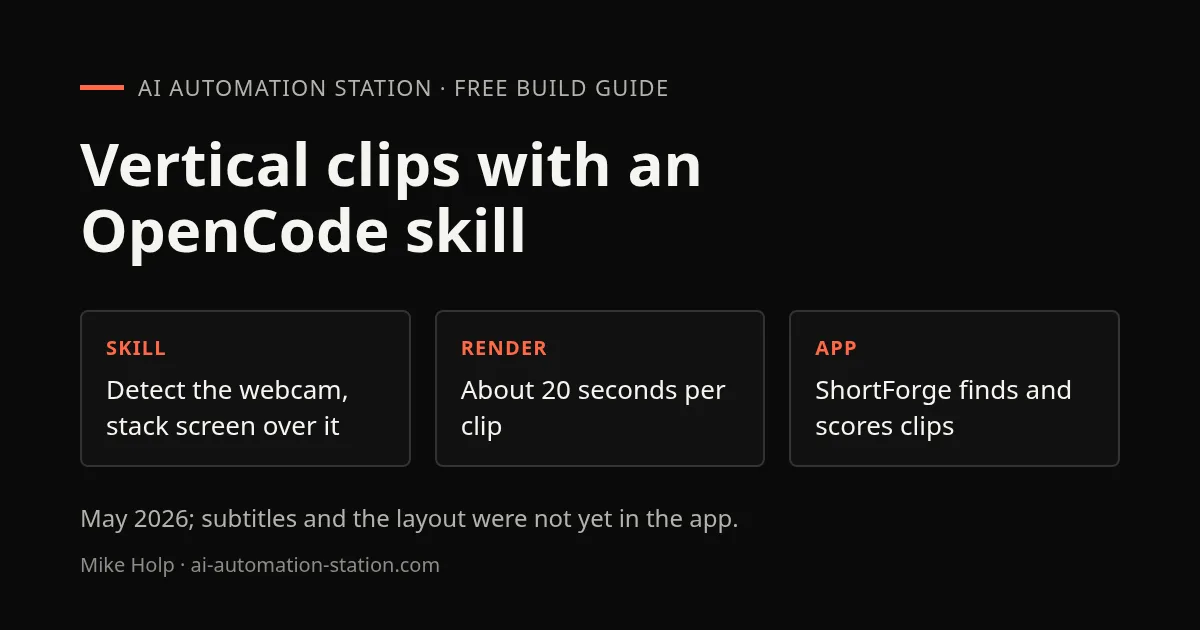 AI AUTOMATION STATION · FREE BUILD GUIDE
Vertical clips with an
OpenCode skill
SKILL
Detect the webcam,
stack screen over it
RENDER
About 20 seconds per
clip
APP
ShortForge finds and
scores clips
May 2026; subtitles and the layout were not yet in the app.
Mike Holp · ai-automation-station.com